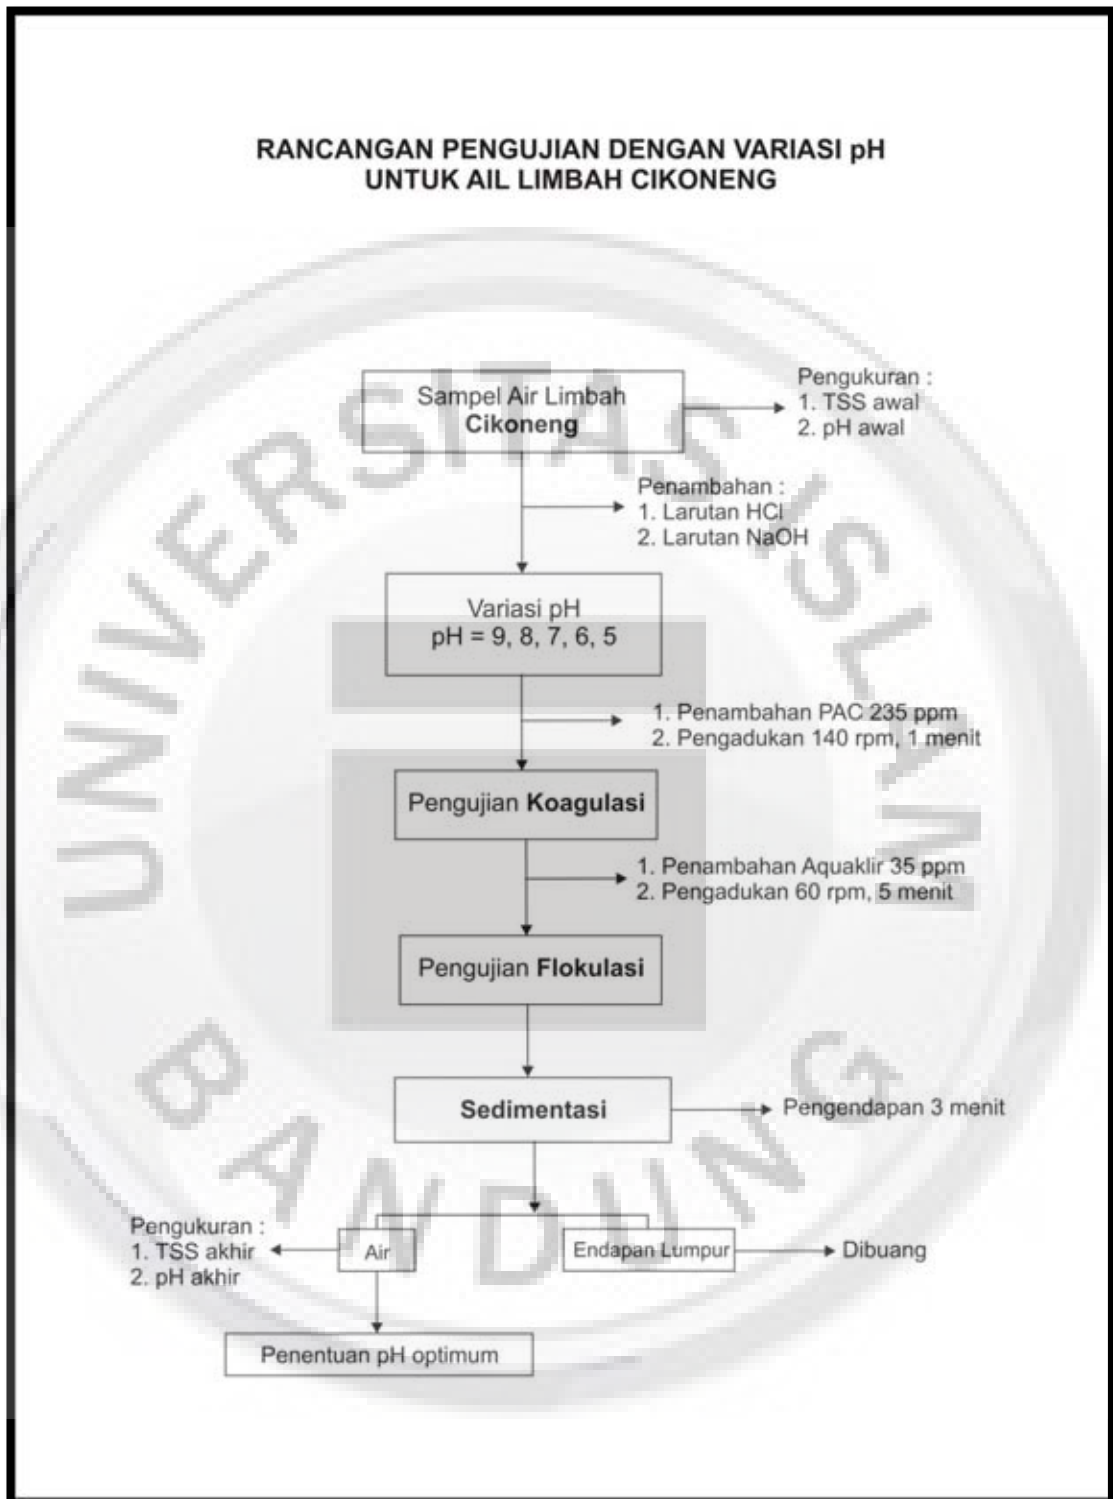 RANCANGAN PENGUJIAN DENGAN VARIASI pH
UNTUK AIL LIMBAH CIKONENG
Sampel Air Limbah
Cikoneng
Pengukuran :
1. TSS awal
2. pH awal
Penambahan :
1. Larutan HCl
2. Larutan NaOH
Variasi pH
pH = 9, 8, 7, 6, 5
1. Penambahan PAC 235 ppm
2. Pengadukan 140 rpm, 1 menit
Pengujian Koagulasi
1. Penambahan Aquaklir 35 ppm
2. Pengadukan 60 rpm, 5 menit
Pengujian Flokulasi
Sedimentasi
Pengendapan 3 menit
Pengukuran :
1. TSS akhir
2. pH akhir
Air
Endapan Lumpur
Dibuang
Penentuan pH optimum
UNIVERSITAS ISLAM
BANDUNG